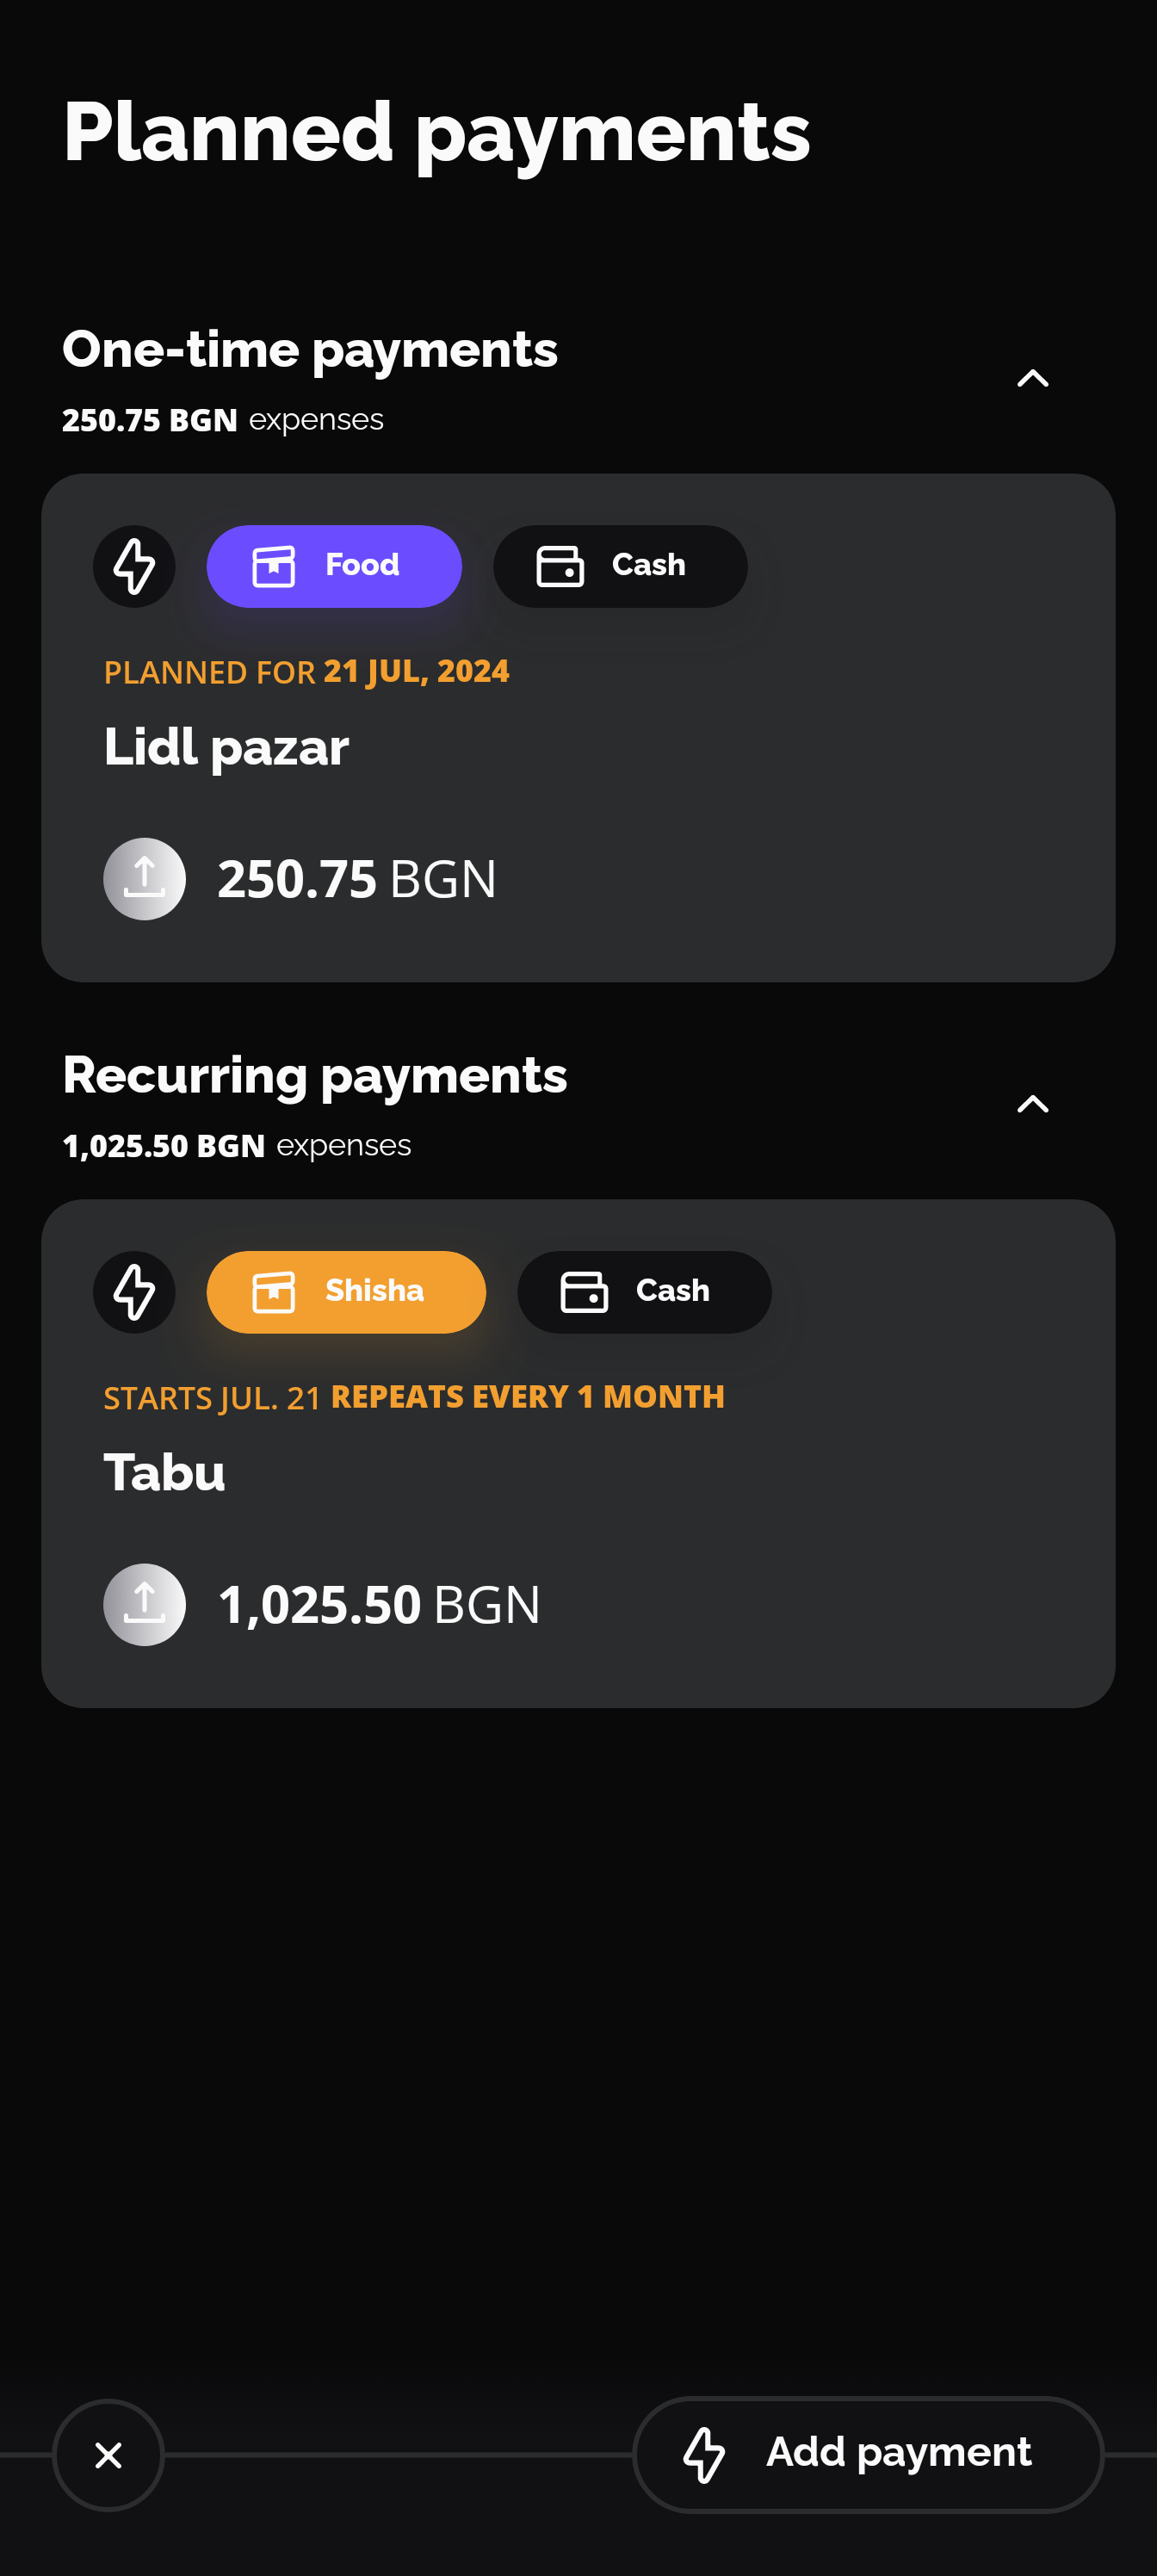 Planned payments
One-time payments
250.75 BGN expenses
Food
Cash
PLANNED FOR 21 JUL, 2024
Lidl pazar
250.75 BGN
Recurring payments
1,025.50 BGN expenses
Shisha
Cash
STARTS JUL. 21 REPEATS EVERY 1 MONTH
Tabu
1,025.50 BGN
Add payment